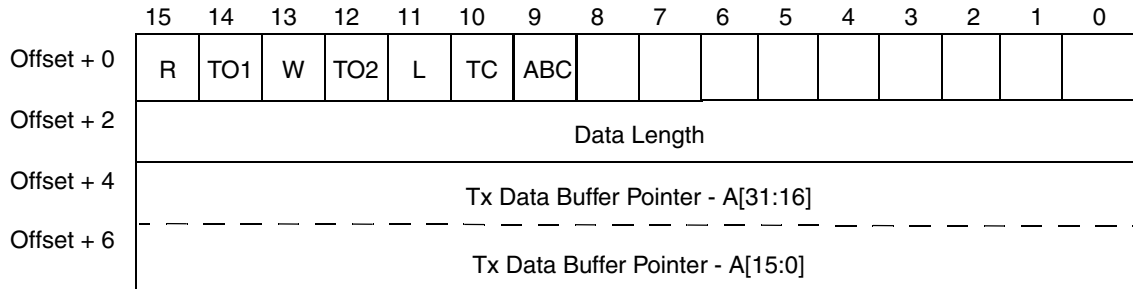 15 14 13 12 11 10 9 8 7 6 5 4 3 2 1 0
Offset + 0 R TO1 W TO2 L TC ABC
Offset + 2 Data Length
Offset + 4 Tx Data Buffer Pointer - A[31:16]
Offset + 6 Tx Data Buffer Pointer - A[15:0]